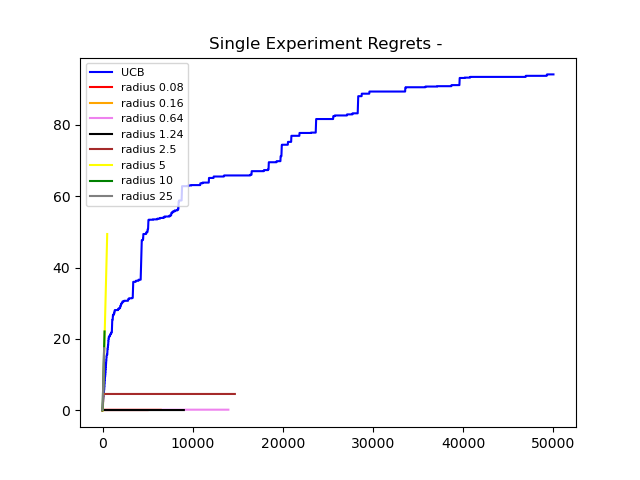 Single Experiment Regrets -
UCB
radius 0.08
radius 0.16
radius 0.64
radius 1.24
radius 2.5
radius 5
radius 10
radius 25
80
60
40
20
0
0 10000 20000 30000 40000 50000